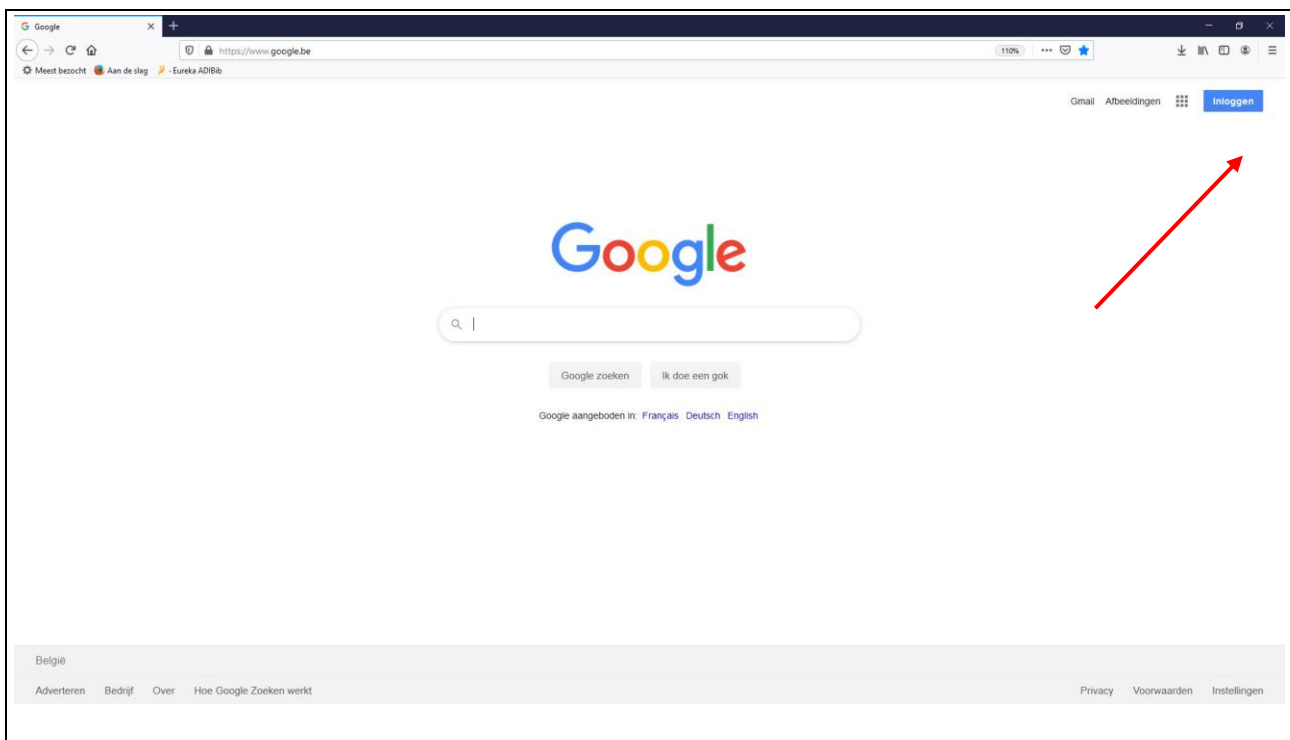 Google
https://www.google.be
110%
Meest bezocht Aan de slag - Eureka ADIBib
Gmail Afbeeldingen Inloggen
Google
Google zoeken Ik doe een gok
Google aangeboden in: Français Deutsch English
België
Adverteren Bedrijf Over Hoe Google Zoeken werkt Privacy Voorwaarden Instellingen